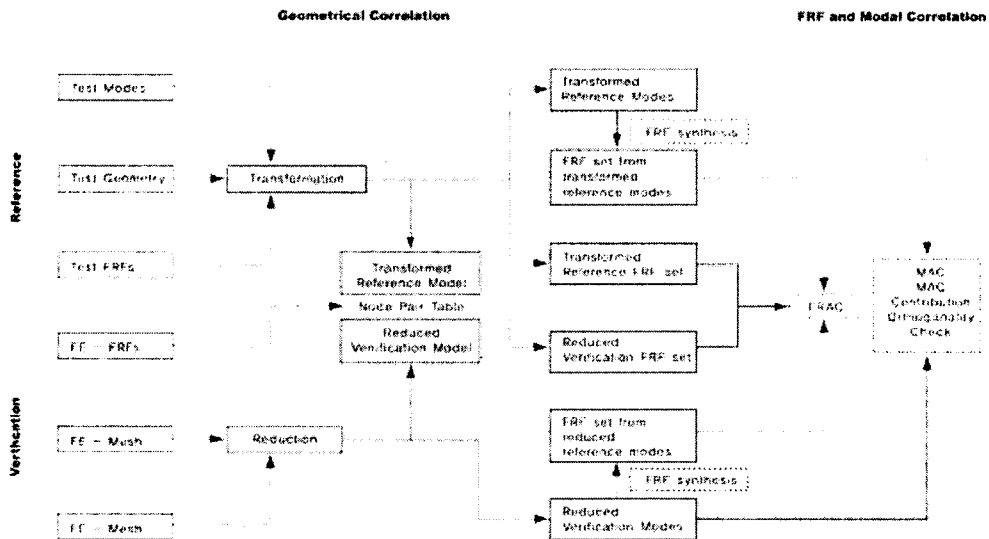 Geometrical Correlation
FRF and Modal Correlation
Reference
Verification
Test Modes
Test Geometry
Test FRFs
FE - FRFs
FE - Mesh
FE - Mesh
Transformation
Transformed
Reference Model
Node Pair Table
Reduced
Verification Model
Reduction
Transformed
Reference Modes
FRF synthesis
FRF set from
transformed
reference modes
Transformed
Reference FRF set
Reduced
Verification FRF set
FRF set from
reduced
reference modes
FRF synthesis
Reduced
Verification Modes
FRAC
MAC
MAC
Contribution
Orthoganality
Check